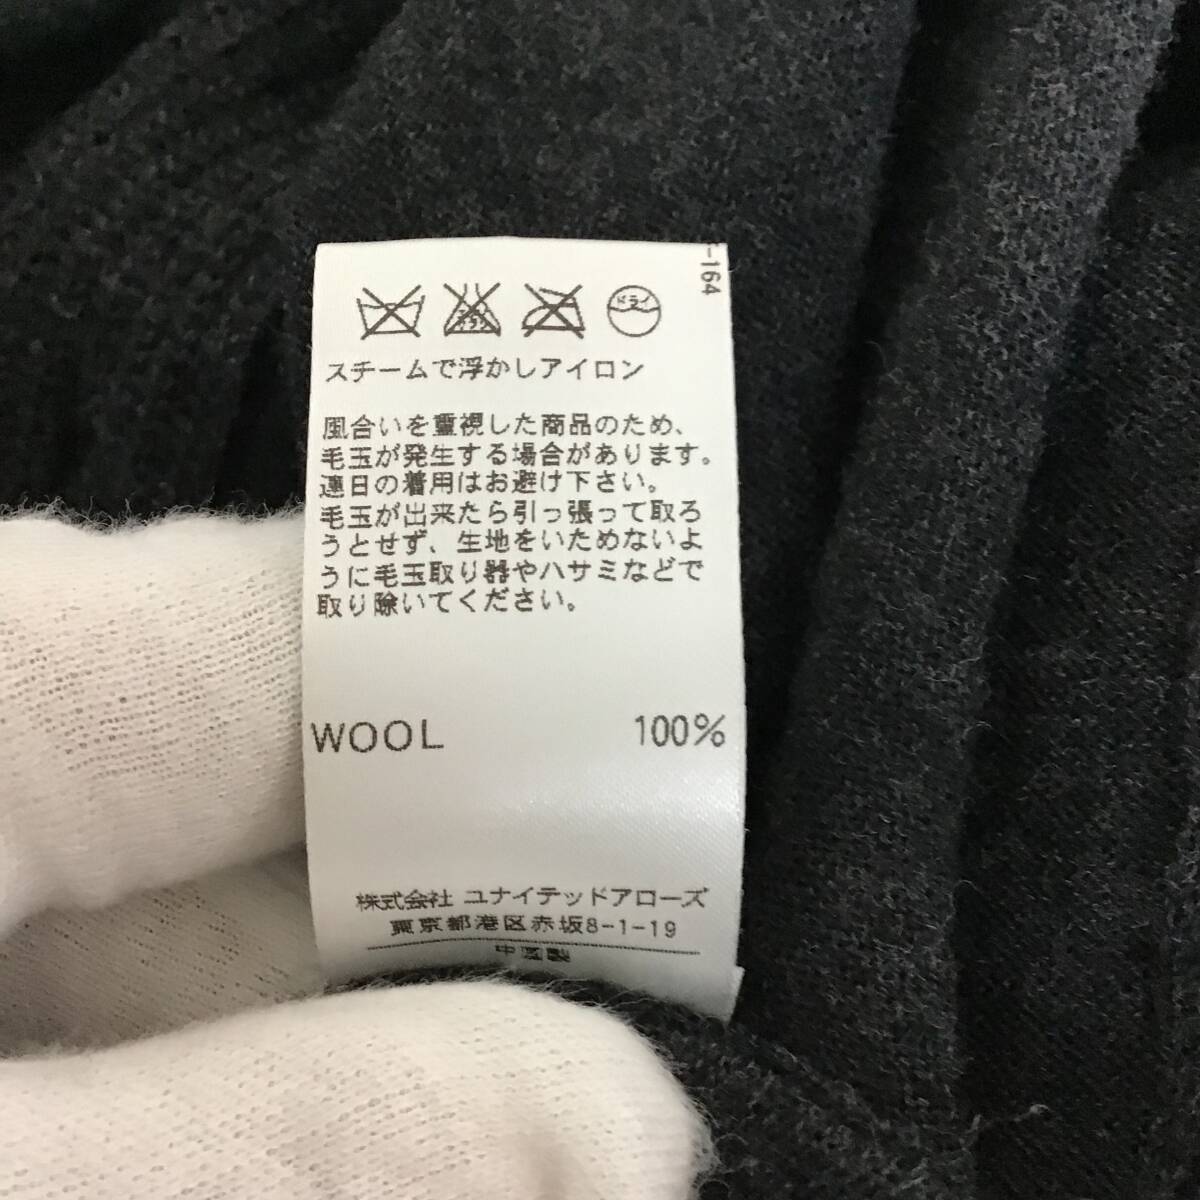 -164
ドライ
スチームで浮かしアイロン
風合いを重視した商品のため、
毛玉が発生する場合があります。
連日の着用はお避け下さい。
毛玉が出来たら引っ張って取ろ
うとせず、生地をいためないよ
うに毛玉取り器やハサミなどで
取り除いてください。
WOOL 100%
株式会社 ユナイテッドアローズ
東京都港区赤坂8-1-19
中国製